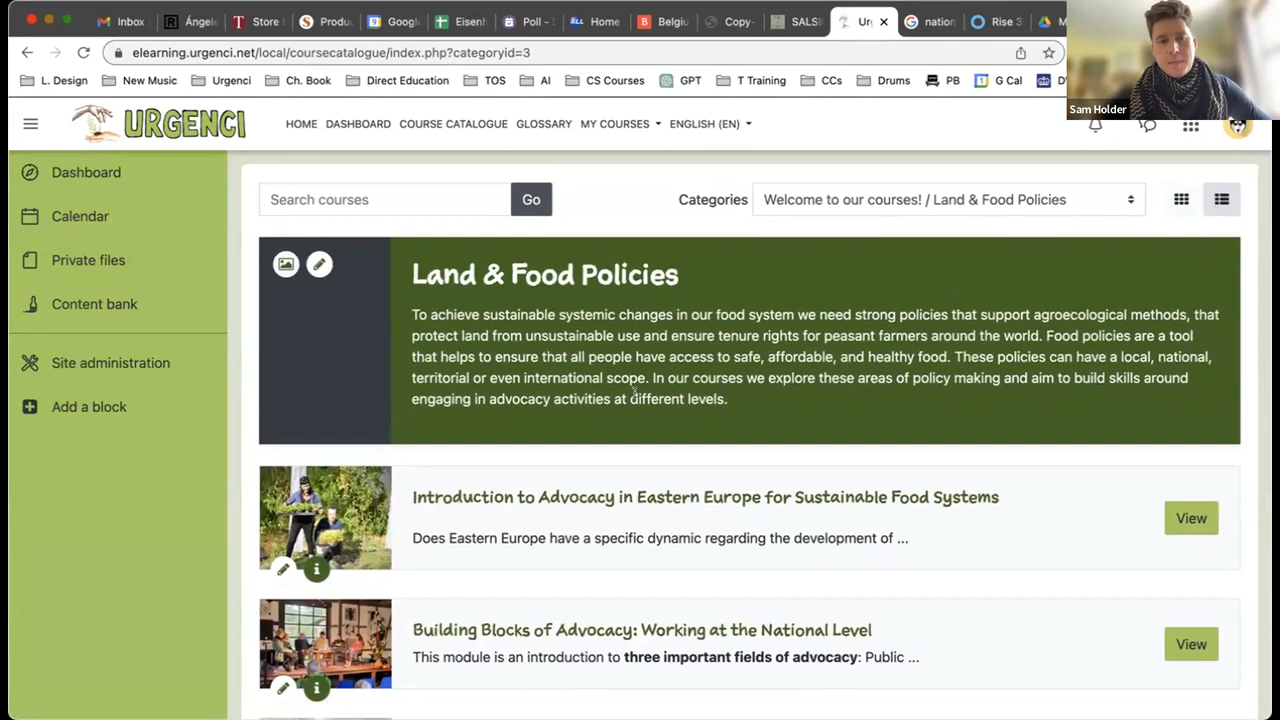 Inbox
Ángele
Store
Produ
Googl
Eisenh
Poll -
Home
Belgiu
Copy-
SALSI
Ur
nation
Rise 3
M
elearning.urgenci.net/local/coursecatalogue/index.php?categoryid=3
L. Design New Music Urgenci Ch. Book Direct Education TOS AI CS Courses GPT T Training CCs Drums PB G Cal
Sam Holder
URGENCI
HOME DASHBOARD COURSE CATALOGUE GLOSSARY MY COURSES ENGLISH (EN)
Dashboard
Calendar
Private files
Content bank
Site administration
Add a block
Search courses Go Categories Welcome to our courses! / Land & Food Policies
Land & Food Policies
To achieve sustainable systemic changes in our food system we need strong policies that support agroecological methods, that
protect land from unsustainable use and ensure tenure rights for peasant farmers around the world. Food policies are a tool
that helps to ensure that all people have access to safe, affordable, and healthy food. These policies can have a local, national,
territorial or even international scope. In our courses we explore these areas of policy making and aim to build skills around
engaging in advocacy activities at different levels.
Introduction to Advocacy in Eastern Europe for Sustainable Food Systems
Does Eastern Europe have a specific dynamic regarding the development of ...
View
Building Blocks of Advocacy: Working at the National Level
This module is an introduction to three important fields of advocacy: Public ...
View